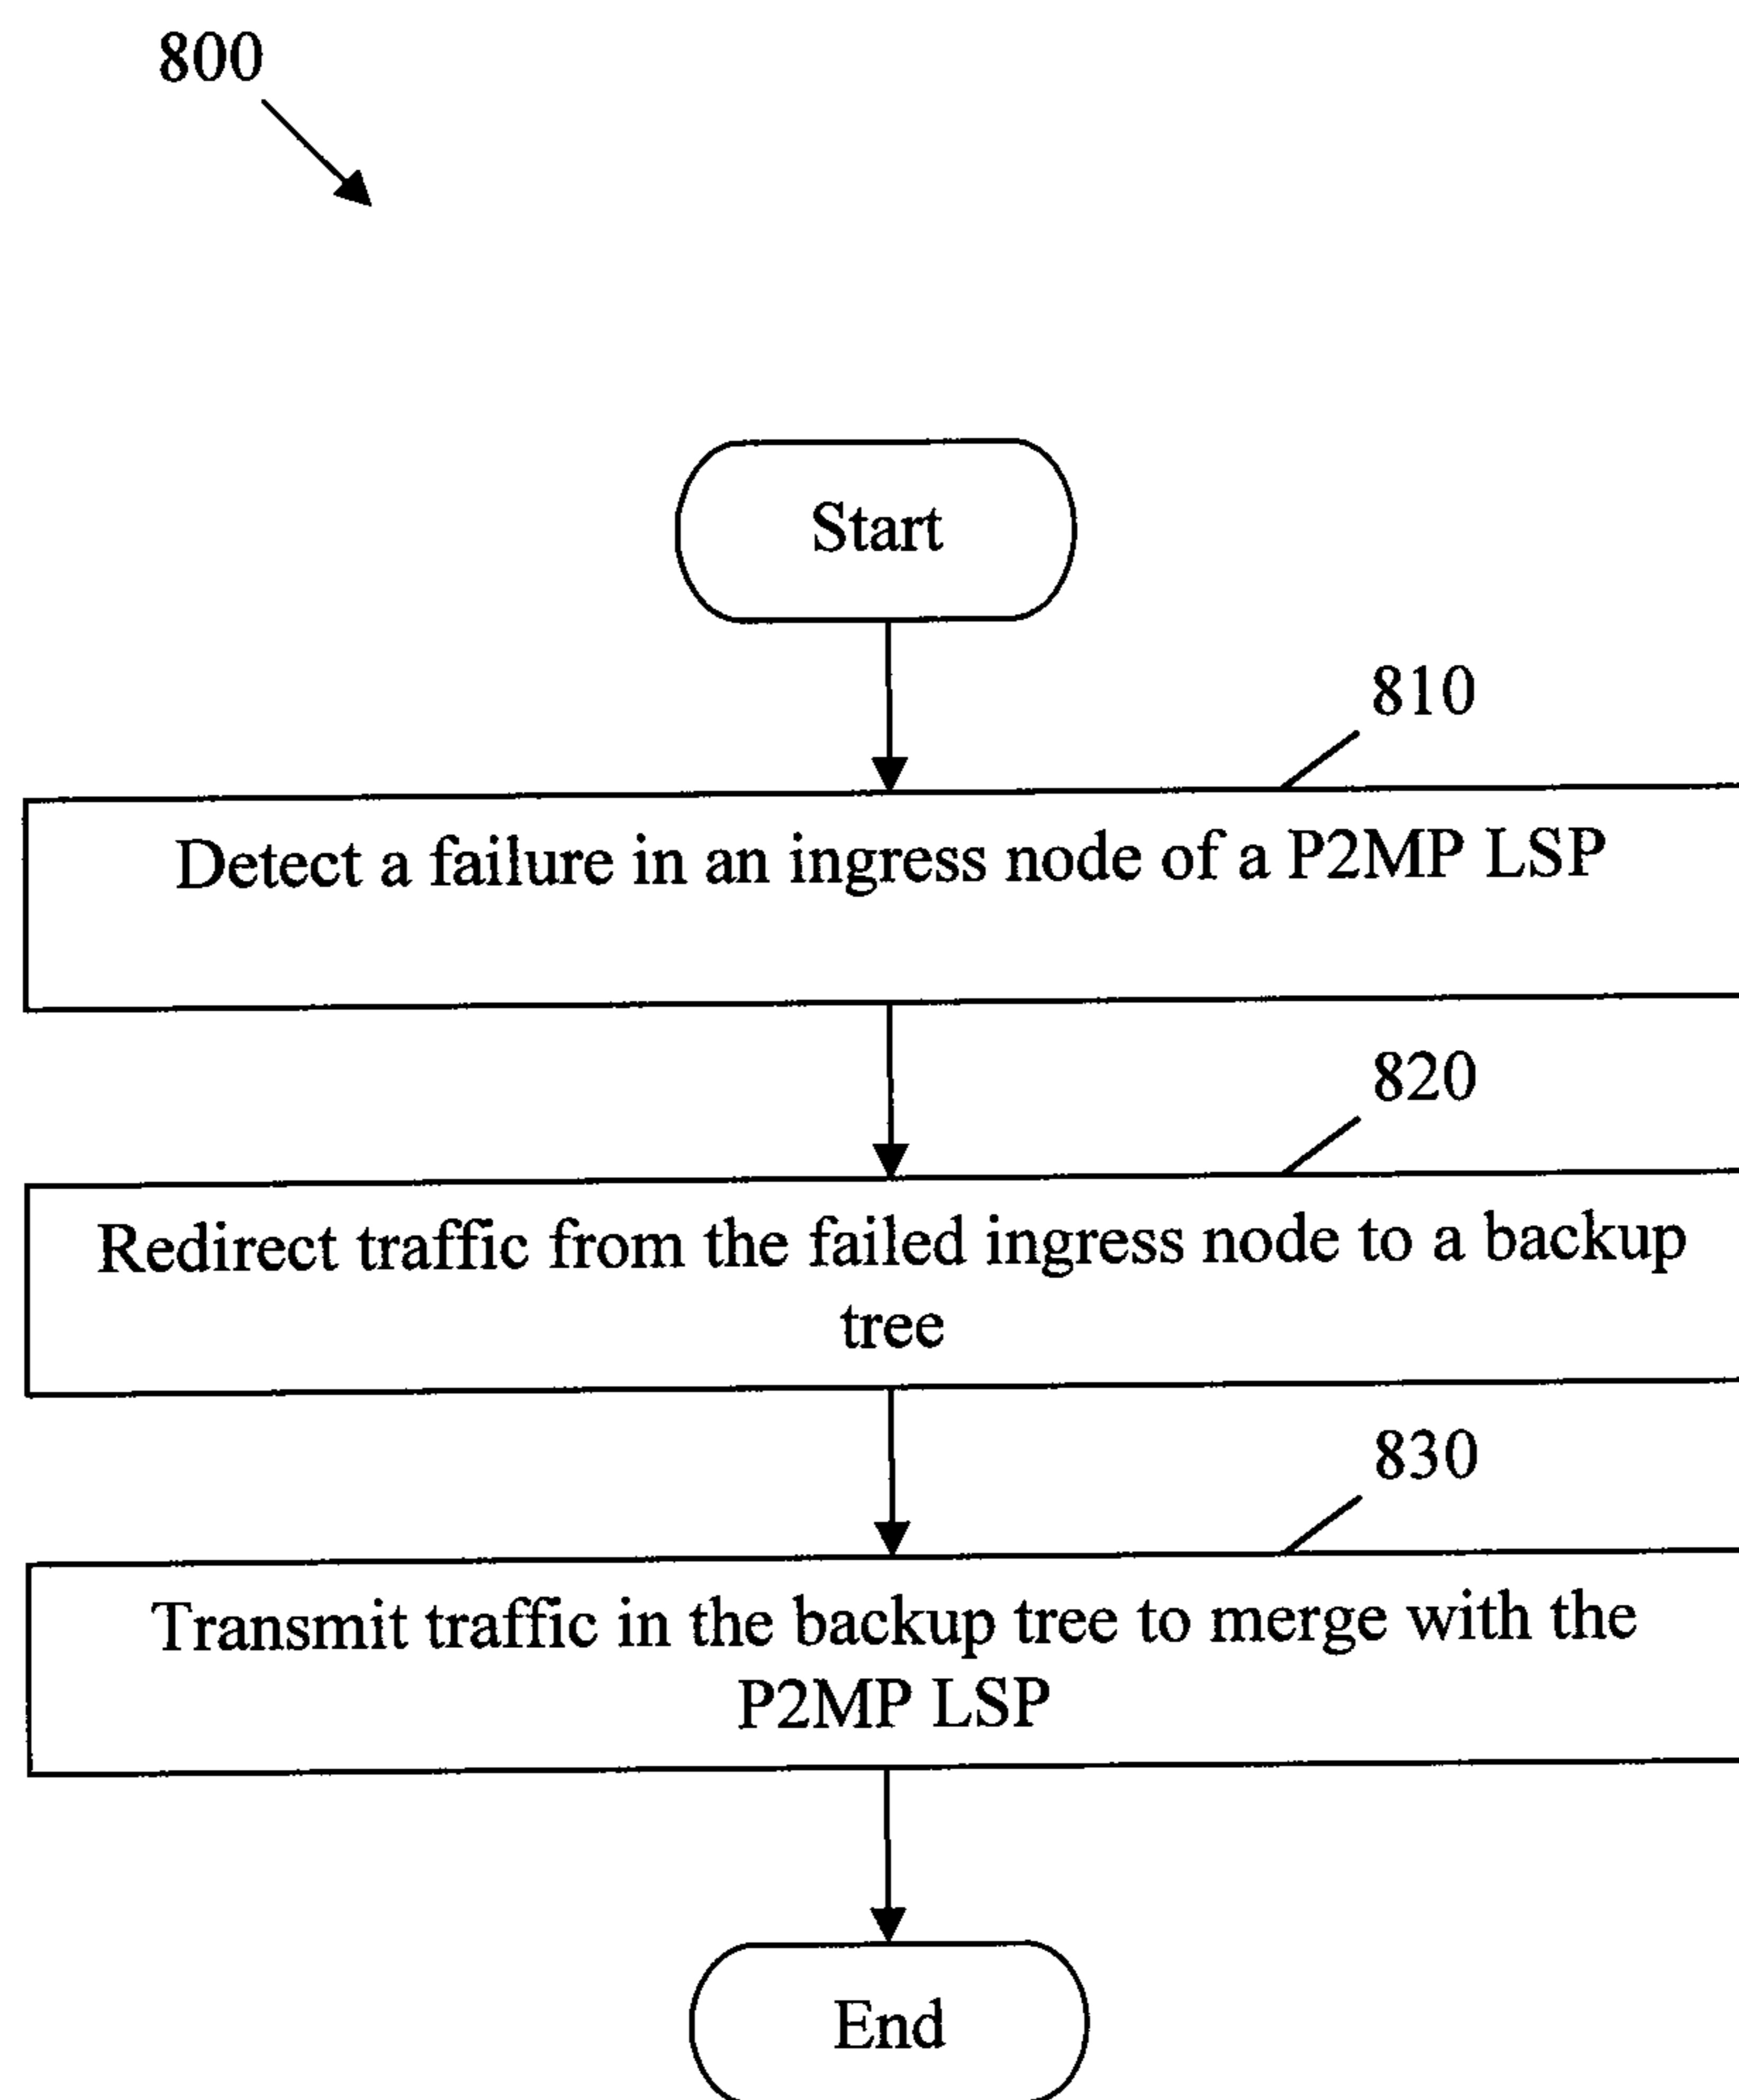 800
Start
810
Detect a failure in an ingress node of a P2MP LSP
820
Redirect traffic from the failed ingress node to a backup
tree
830
Transmit traffic in the backup tree to merge with the
P2MP LSP
End